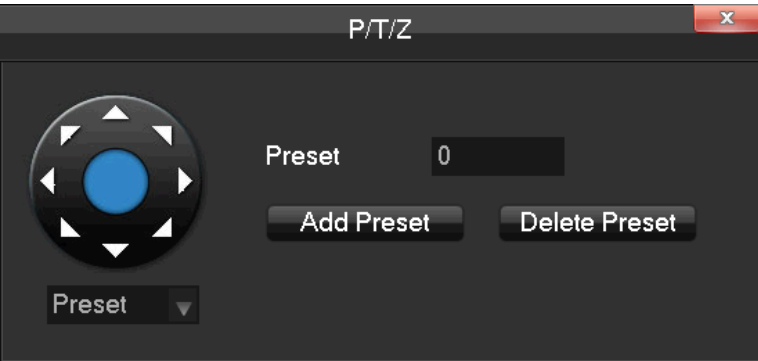 P/T/Z
x
Preset 0
Add Preset Delete Preset
Preset